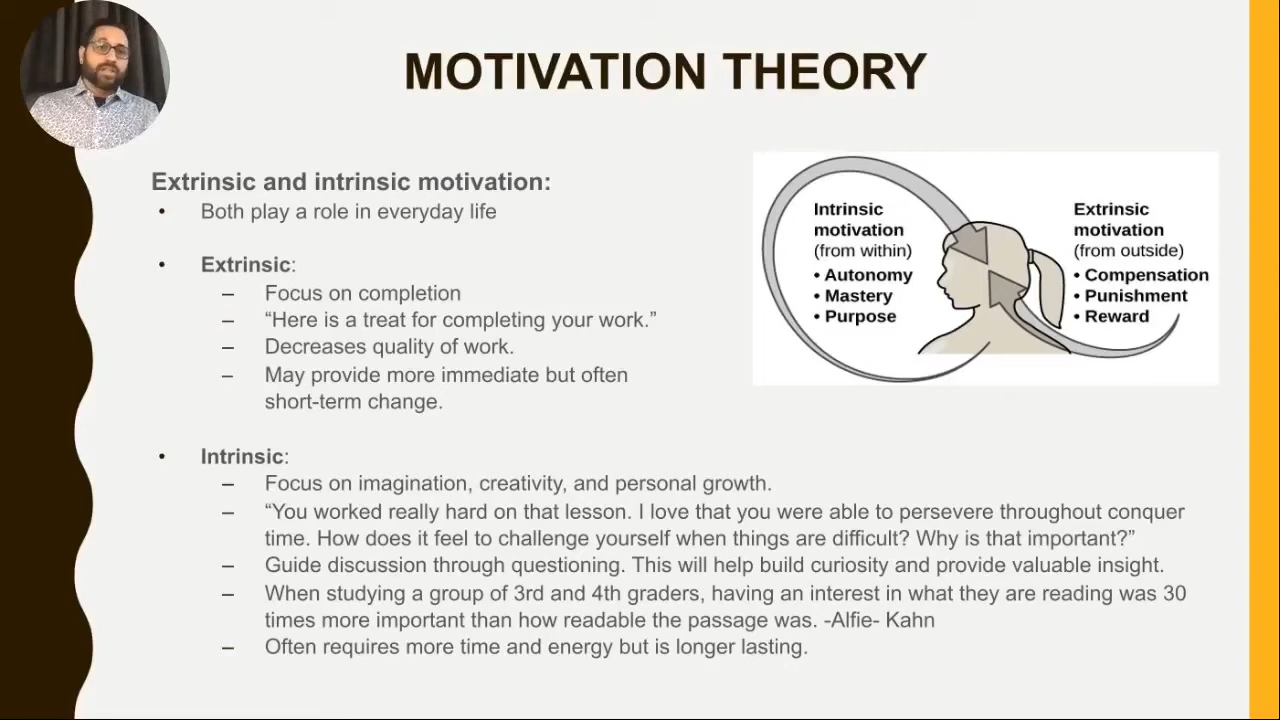 MOTIVATION THEORY
Extrinsic and intrinsic motivation:
• Both play a role in everyday life
• Extrinsic:
– Focus on completion
– “Here is a treat for completing your work.”
– Decreases quality of work.
– May provide more immediate but often
short-term change.
Intrinsic
motivation
(from within)
• Autonomy
• Mastery
• Purpose
Extrinsic
motivation
(from outside)
• Compensation
• Punishment
• Reward
• Intrinsic:
– Focus on imagination, creativity, and personal growth.
– “You worked really hard on that lesson. I love that you were able to persevere throughout conquer
time. How does it feel to challenge yourself when things are difficult? Why is that important?”
– Guide discussion through questioning. This will help build curiosity and provide valuable insight.
– When studying a group of 3rd and 4th graders, having an interest in what they are reading was 30
times more important than how readable the passage was. -Alfie- Kahn
– Often requires more time and energy but is longer lasting.